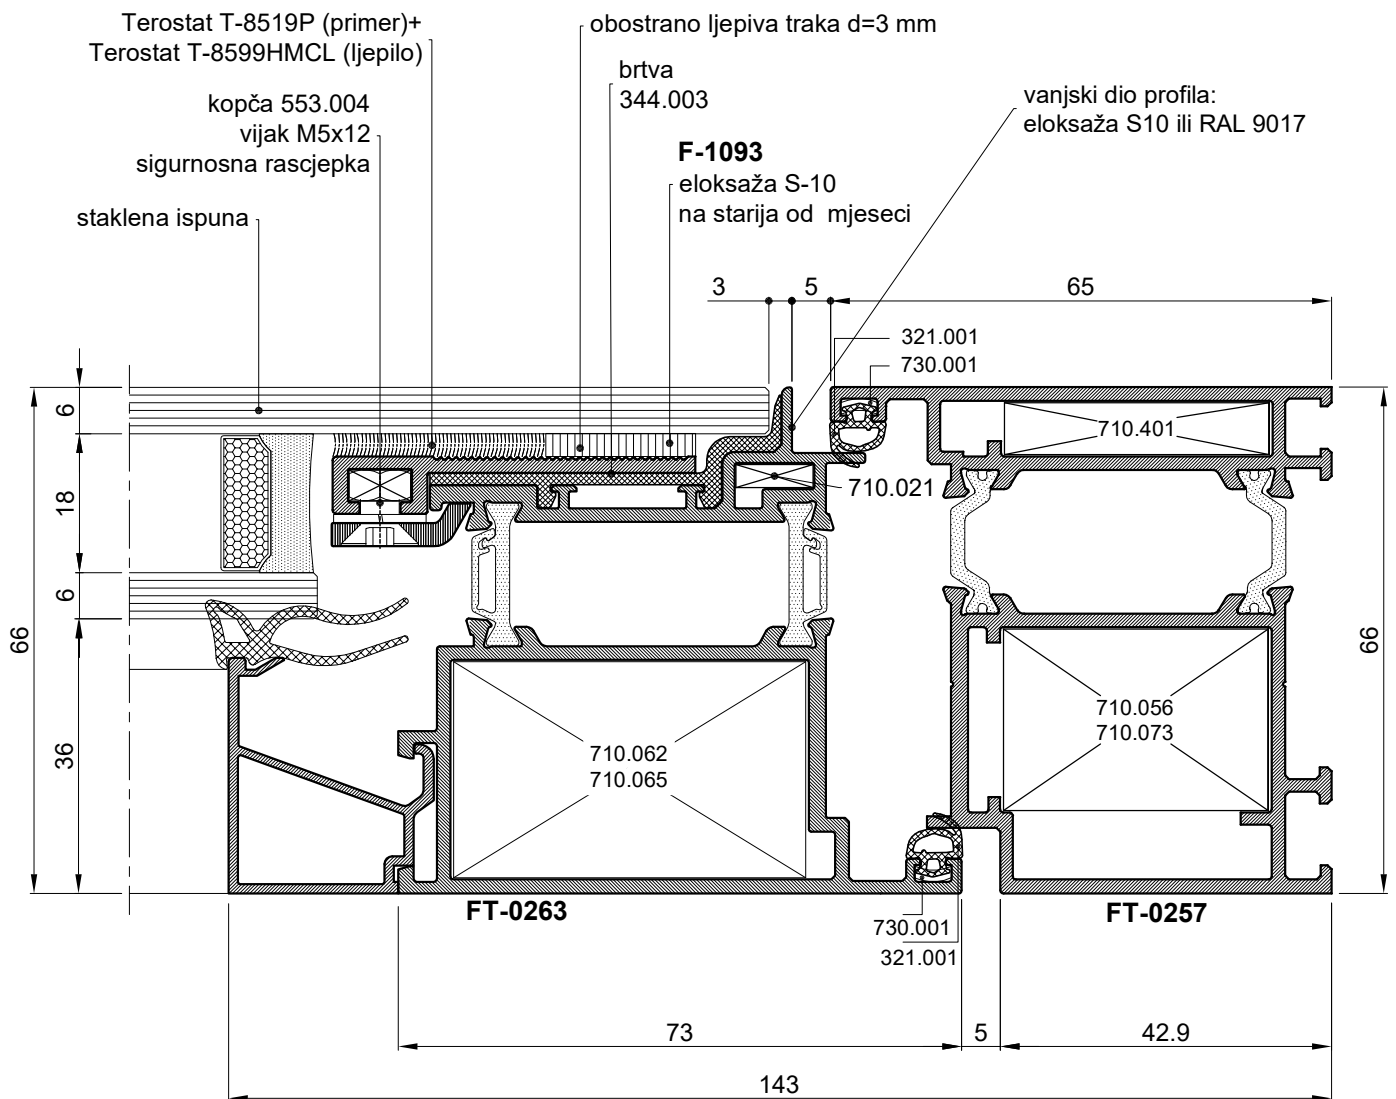 Terostat T-8519P (primer)+
Terostat T-8599HMCL (ljepilo)
obostrano ljepiva traka d=3 mm
brtva
344.003
kopča 553.004
vijak M5x12
sigurnosna rascjepka
vanjski dio profila:
eloksaža S10 ili RAL 9017
F-1093
eloksaža S-10
na starija od  mjeseci
staklena ispuna
3
5
65
321.001
730.001
6
710.401
710.021
18
6
66
66
36
710.056
710.073
710.062
710.065
FT-0263
FT-0257
730.001
321.001
73
5
42.9
143